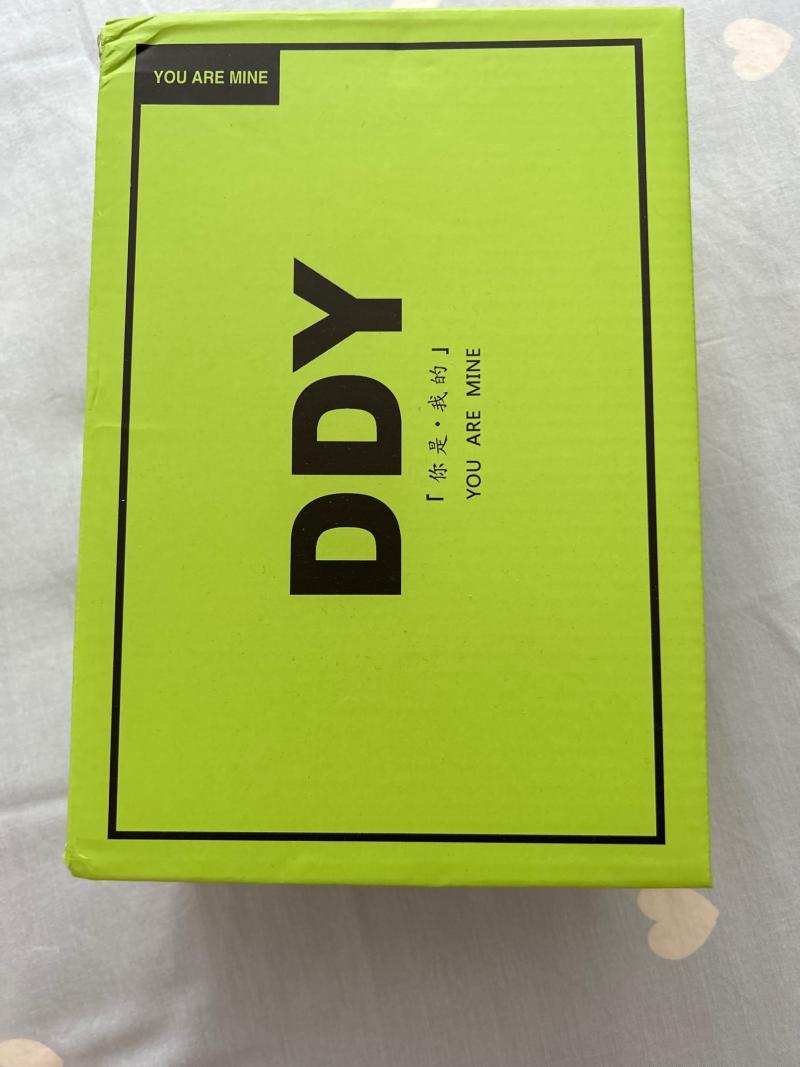 YOU ARE MINE
DDY
「你是·我的」
YOU ARE MINE